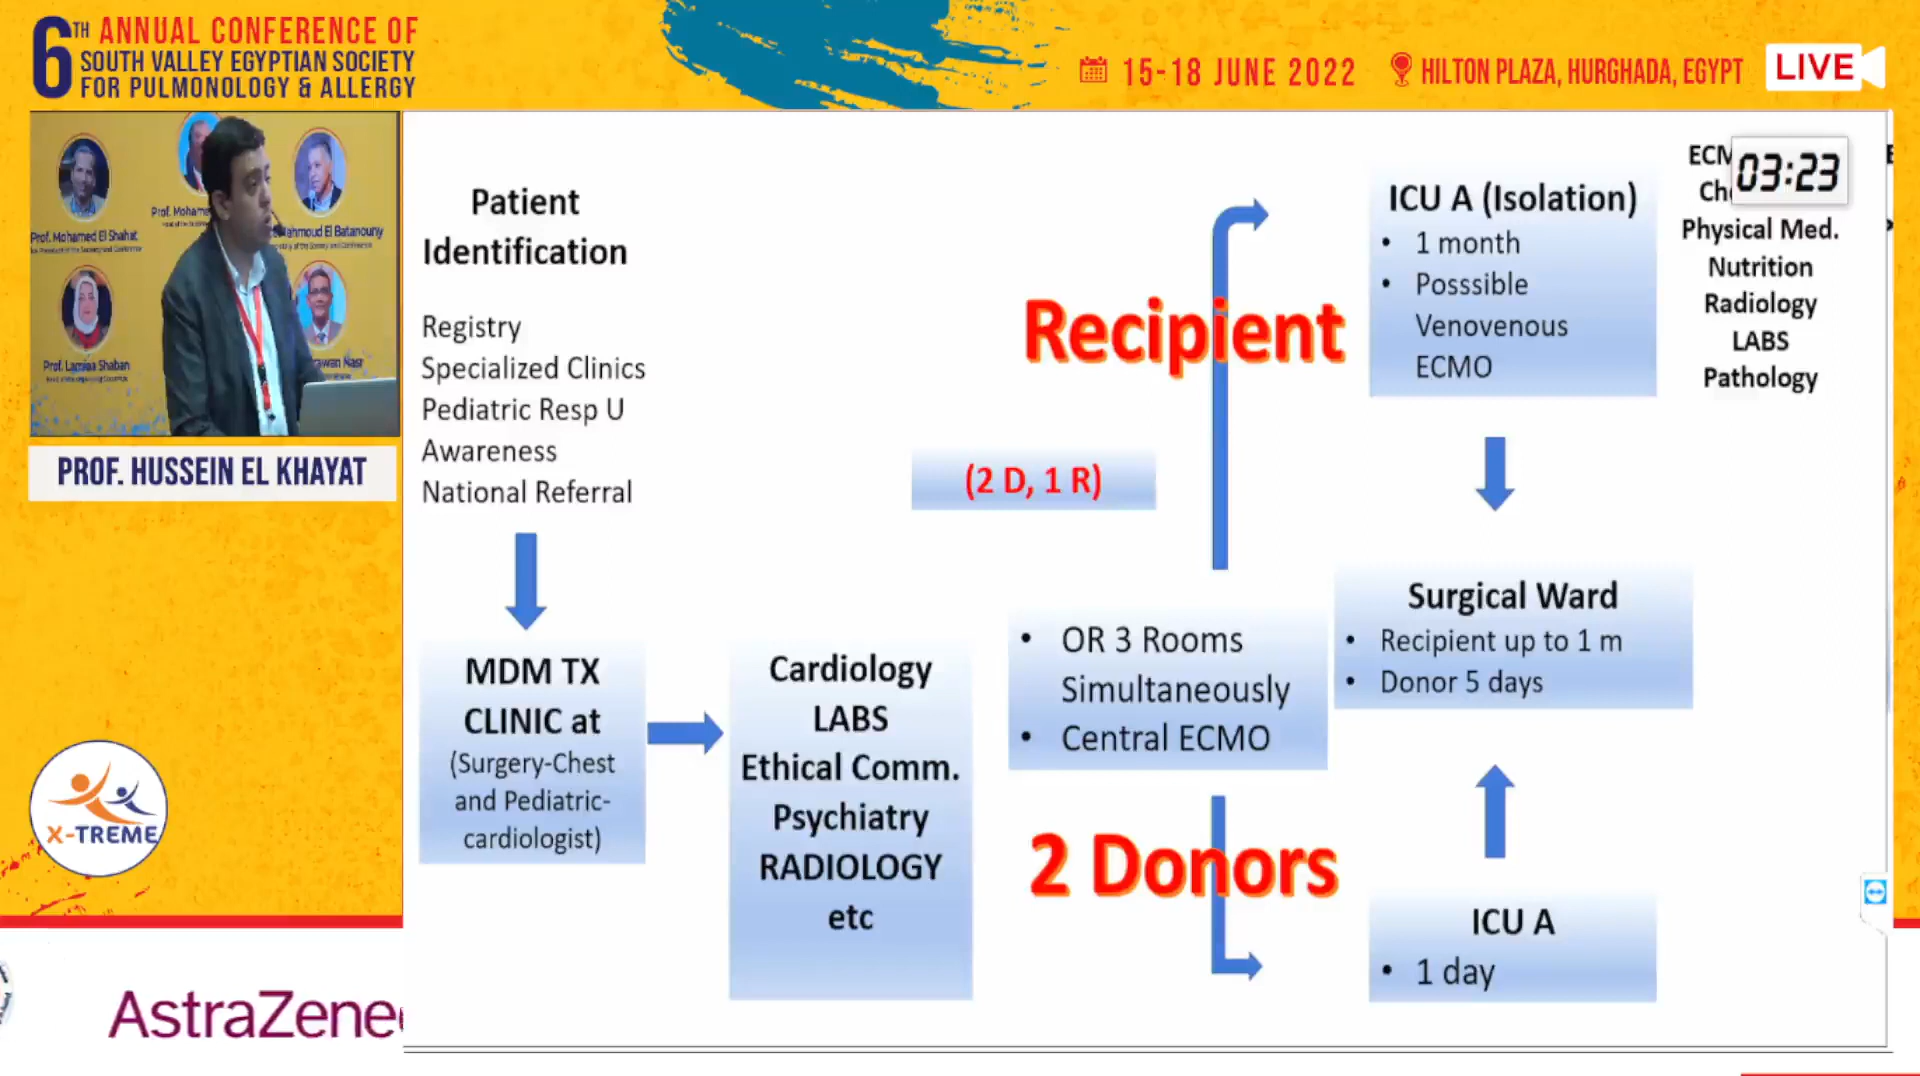 6TH ANNUAL CONFERENCE OF
SOUTH VALLEY EGYPTIAN SOCIETY
FOR PULMONOLOGY & ALLERGY
15-18 JUNE 2022
HILTON PLAZA, HURGHADA, EGYPT
LIVE
Prof. Mohamed El Shahat
Mahmoud El Batanouny
Prof. Lamiaa Shaban
Nasr
PROF. HUSSEIN EL KHAYAT
X-TREME
AstraZene
Patient
Identification
Registry
Specialized Clinics
Pediatric Resp U
Awareness
National Referral
MDM TX
CLINIC at
(Surgery-Chest
and Pediatric-
cardiologist)
Cardiology
LABS
Ethical Comm.
Psychiatry
RADIOLOGY
etc
Recipient
(2 D, 1 R)
• OR 3 Rooms
Simultaneously
• Central ECMO
2 Donors
ICU A (Isolation)
• 1 month
• Posssible
Venovenous
ECMO
Surgical Ward
• Recipient up to 1 m
• Donor 5 days
ICU A
• 1 day
03:23
Physical Med.
Nutrition
Radiology
LABS
Pathology